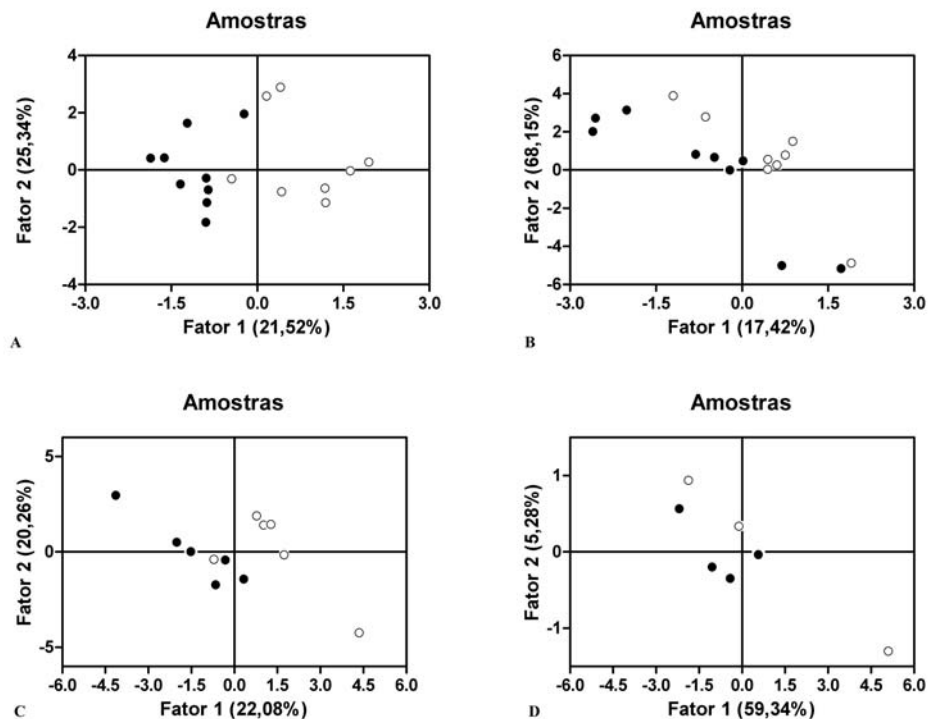 Amostras
Fator 2 (25,34%)
4
2
0
-2
-4
-3.0 -1.5 0.0 1.5 3.0
Fator 1 (21,52%)
A
Amostras
Fator 2 (68,15%)
6
4
2
0
-2
-4
-6
-3.0 -1.5 0.0 1.5 3.0
Fator 1 (17,42%)
B
Amostras
Fator 2 (20,26%)
5
0
-5
-6.0 -4.5 -3.0 -1.5 0.0 1.5 3.0 4.5 6.0
Fator 1 (22,08%)
C
Amostras
Fator 2 (5,28%)
1
0
-1
-6.0 -4.5 -3.0 -1.5 0.0 1.5 3.0 4.5 6.0
Fator 1 (59,34%)
D